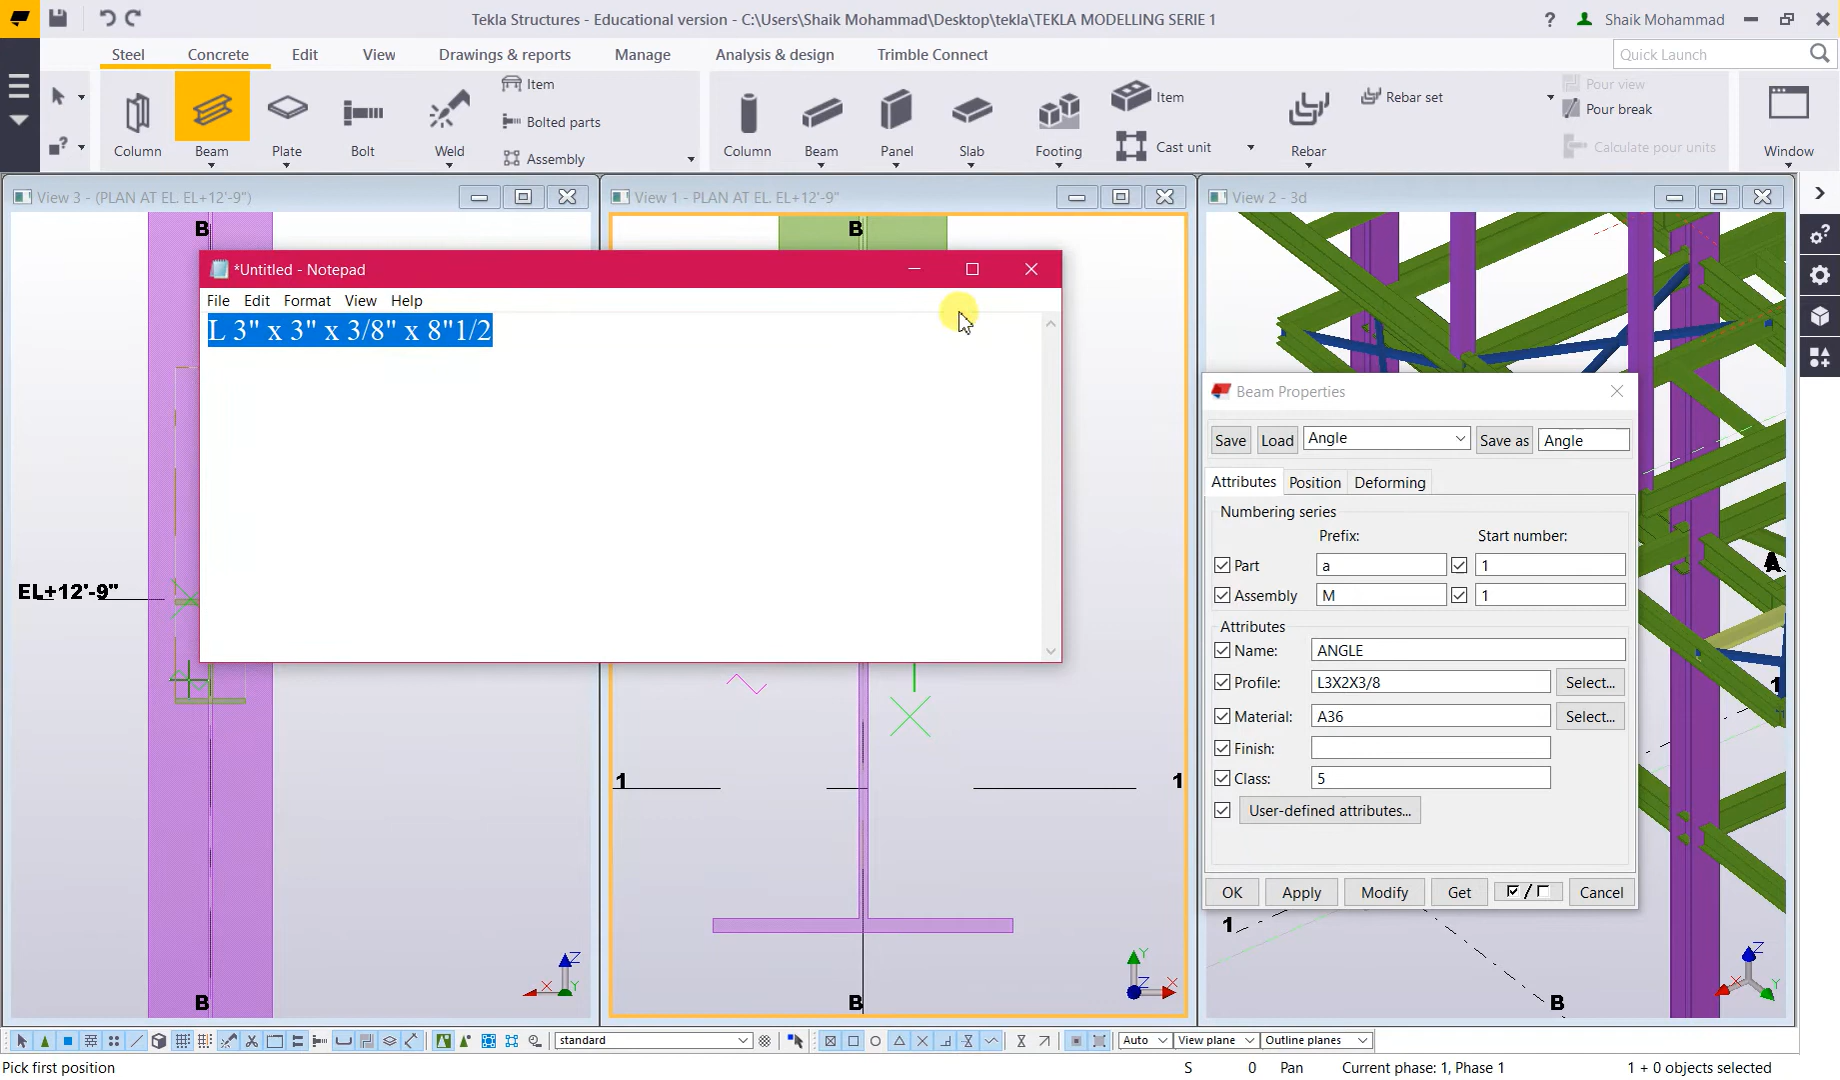 Tekla Structures - Educational version - C:\Users\Shaik Mohammad\Desktop\tekla\TEKLA MODELLING SERIE 1
? Shaik Mohammad
Steel Concrete Edit View Drawings & reports Manage Analysis & design Trimble Connect
Quick Launch
Column Beam Plate Bolt Weld
Item
Bolted parts
Assembly
Column Beam Panel Slab Footing
Item
Cast unit
Rebar
Rebar set
Pour view
Pour break
Calculate pour units
Window
View 3 - (PLAN AT EL. EL+12'-9")
View 1 - PLAN AT EL. EL+12'-9"
View 2 - 3d
B
B
*Untitled - Notepad
File Edit Format View Help
L 3" x 3" x 3/8" x 8"1/2
EL+12'-9"
1
1
B
B
Z
X
Y
Y
Z
X
Beam Properties
Save Load Angle Save as Angle
Attributes Position Deforming
Numbering series
Prefix: Start number:
Part a 1
Assembly M 1
Attributes
Name: ANGLE
Profile: L3X2X3/8 Select...
Material: A36 Select...
Finish:
Class: 5
User-defined attributes...
OK Apply Modify Get / Cancel
A
1
1
B
Z
X
Y
standard
Auto View plane Outline planes
Pick first position
S 0 Pan Current phase: 1, Phase 1 1 + 0 objects selected